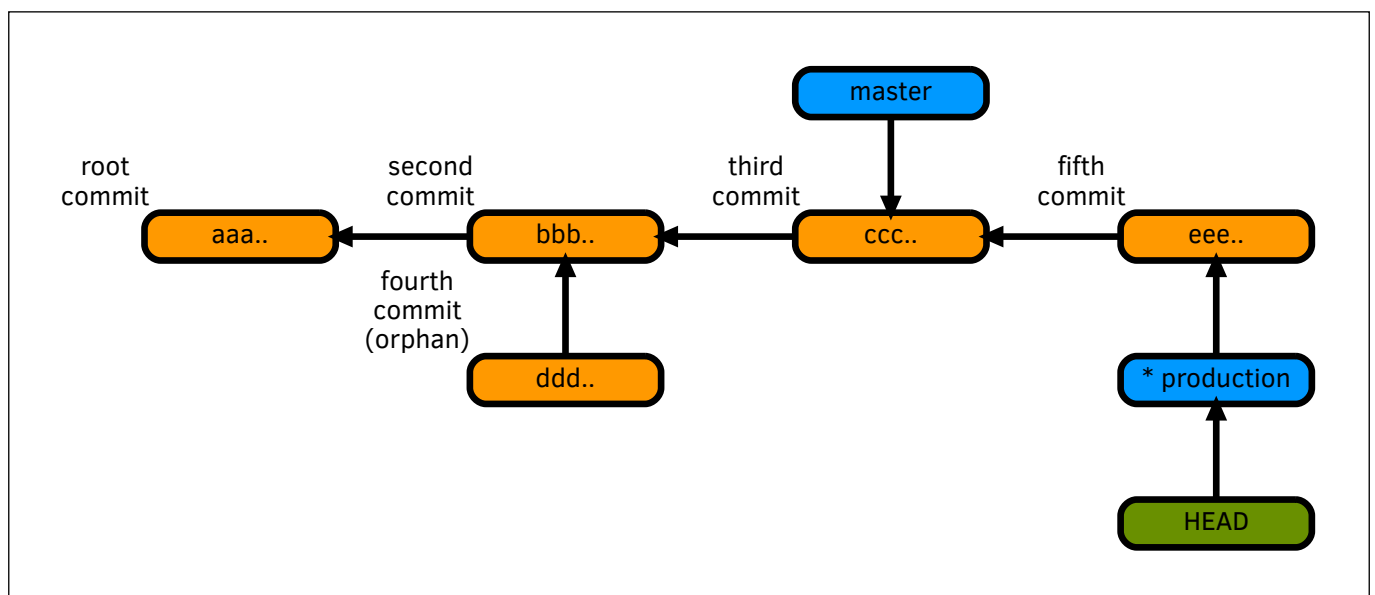 master
root
commit
second
commit
third
commit
fifth
commit
aaa..
bbb..
ccc..
eee..
fourth
commit
(orphan)
ddd..
* production
HEAD